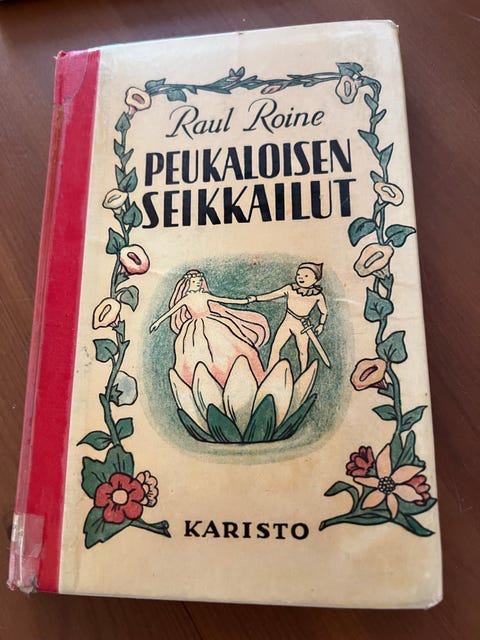 Raul Roine
PEUKALOISEN
SEIKKAILUT
KARISTO